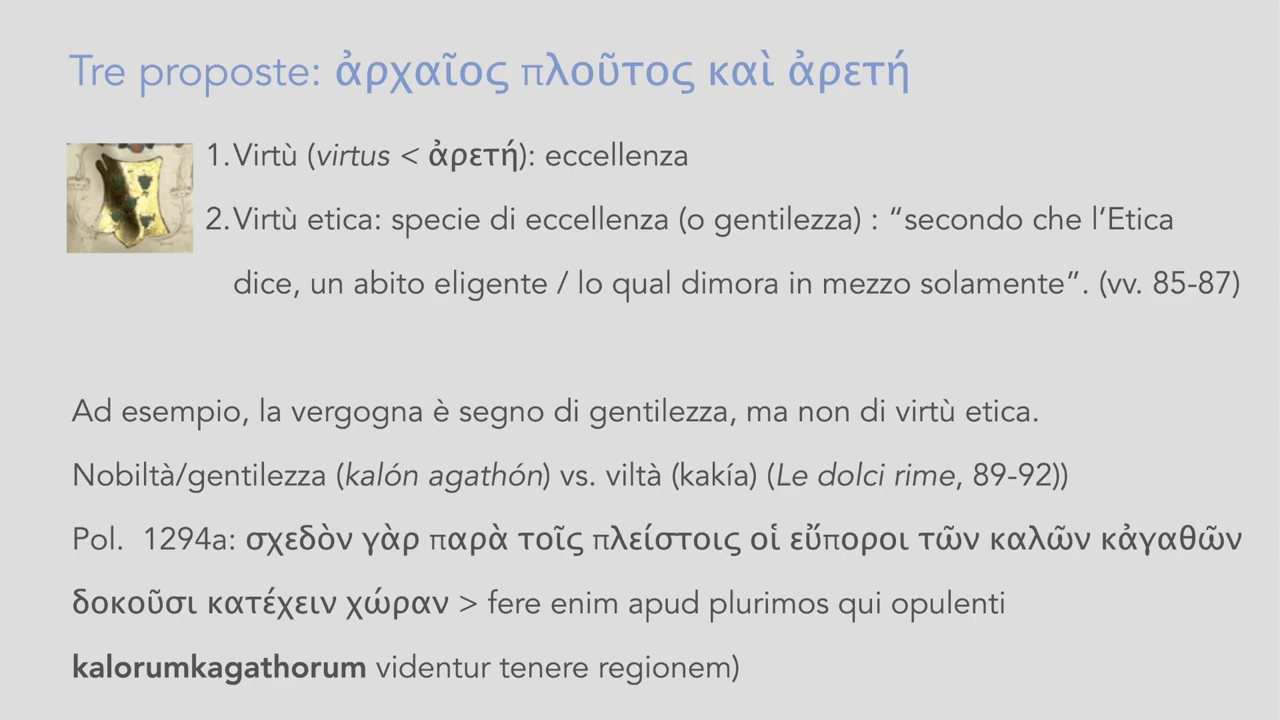 Tre proposte: ἀρχαῖος πλοῦτος καὶ ἀρετή
1. Virtù (virtus < ἀρετή): eccellenza
2. Virtù etica: specie di eccellenza (o gentilezza) : “secondo che l’Etica
dice, un abito eligente / lo qual dimora in mezzo solamente”. (vv. 85-87)
Ad esempio, la vergogna è segno di gentilezza, ma non di virtù etica.
Nobiltà/gentilezza (kalón agathón) vs. viltà (kakía) (Le dolci rime, 89-92))
Pol. 1294a: σχεδὸν γὰρ παρὰ τοῖς πλείστοις οἱ εὔποροι τῶν καλῶν κἀγαθῶν
δοκοῦσι κατέχειν χώραν > fere enim apud plurimos qui opulenti
kalorumkagathorum videntur tenere regionem)